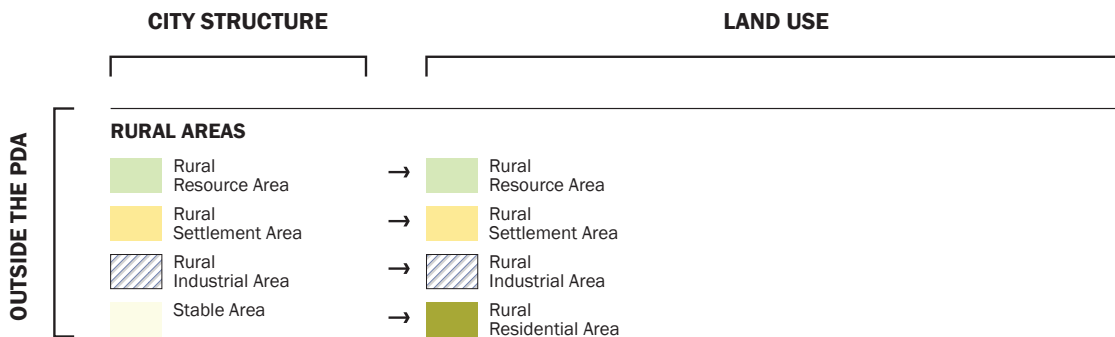 CITY STRUCTURE
LAND USE
OUTSIDE THE PDA
RURAL AREAS
Rural
Resource Area
→
Rural
Resource Area
Rural
Settlement Area
→
Rural
Settlement Area
Rural
Industrial Area
→
Rural
Industrial Area
Stable Area
→
Rural
Residential Area